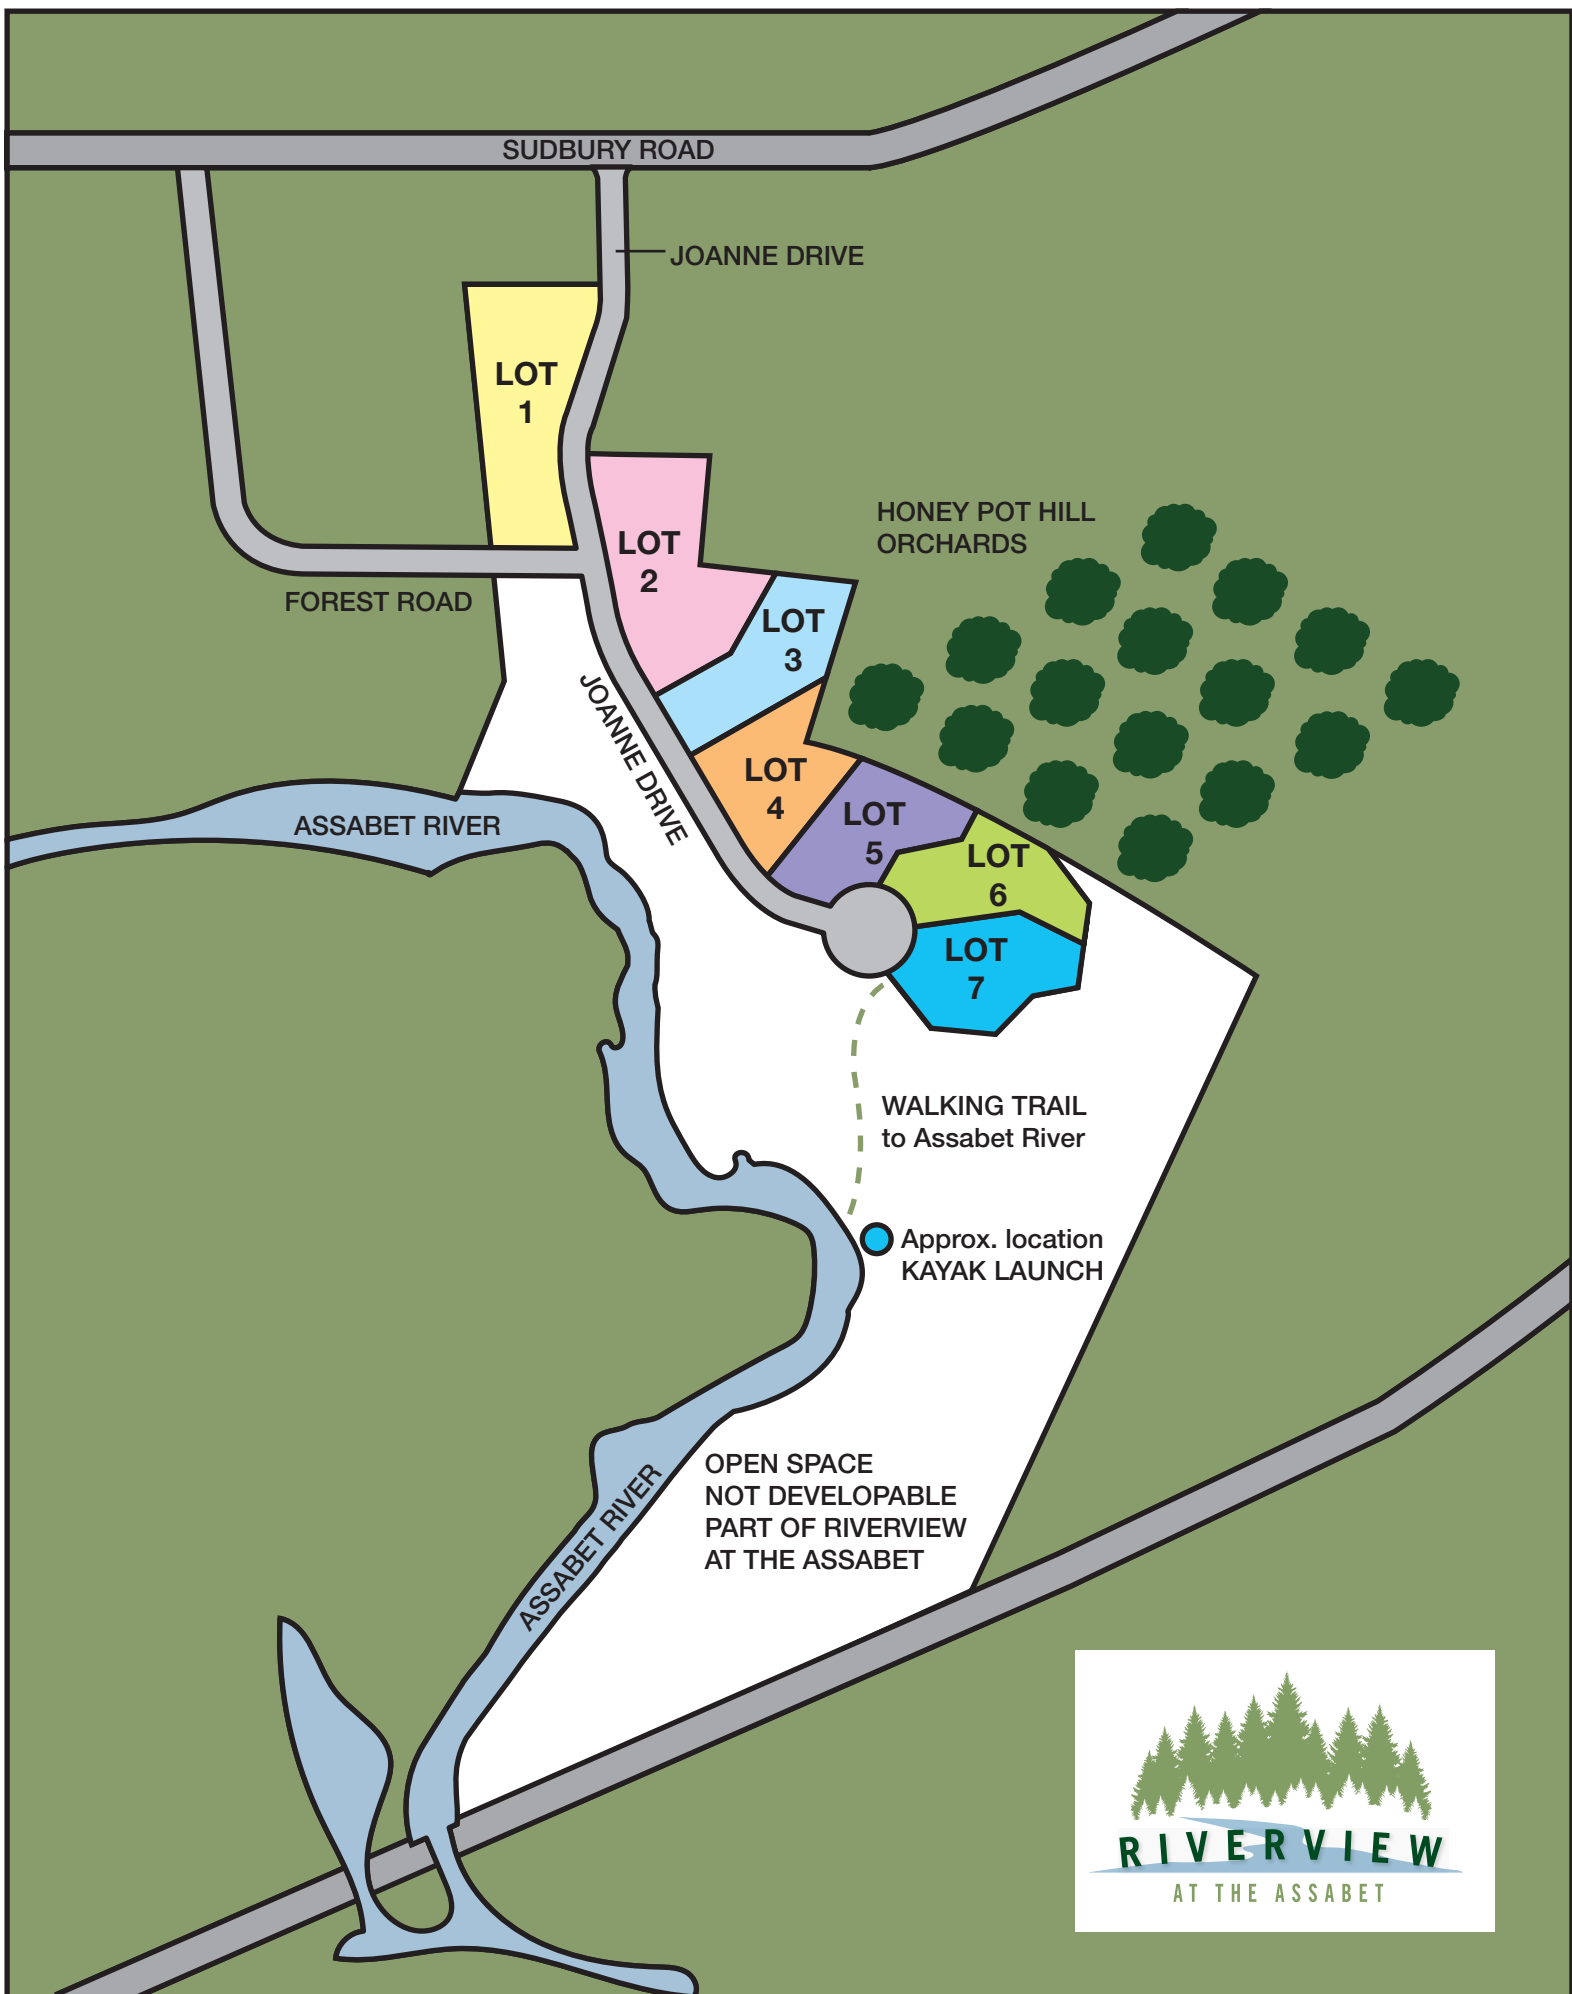 SUDBURY ROAD
JOANNE DRIVE
LOT
1
LOT
2
HONEY POT HILL
ORCHARDS
FOREST ROAD
LOT
3
JOANNE DRIVE
LOT
4
LOT
5
ASSABET RIVER
LOT
6
LOT
7
WALKING TRAIL
to Assabet River
Approx. location
KAYAK LAUNCH
OPEN SPACE
NOT DEVELOPABLE
PART OF RIVERVIEW
AT THE ASSABET
ASSABET RIVER
RIVERVIEW
AT THE ASSABET